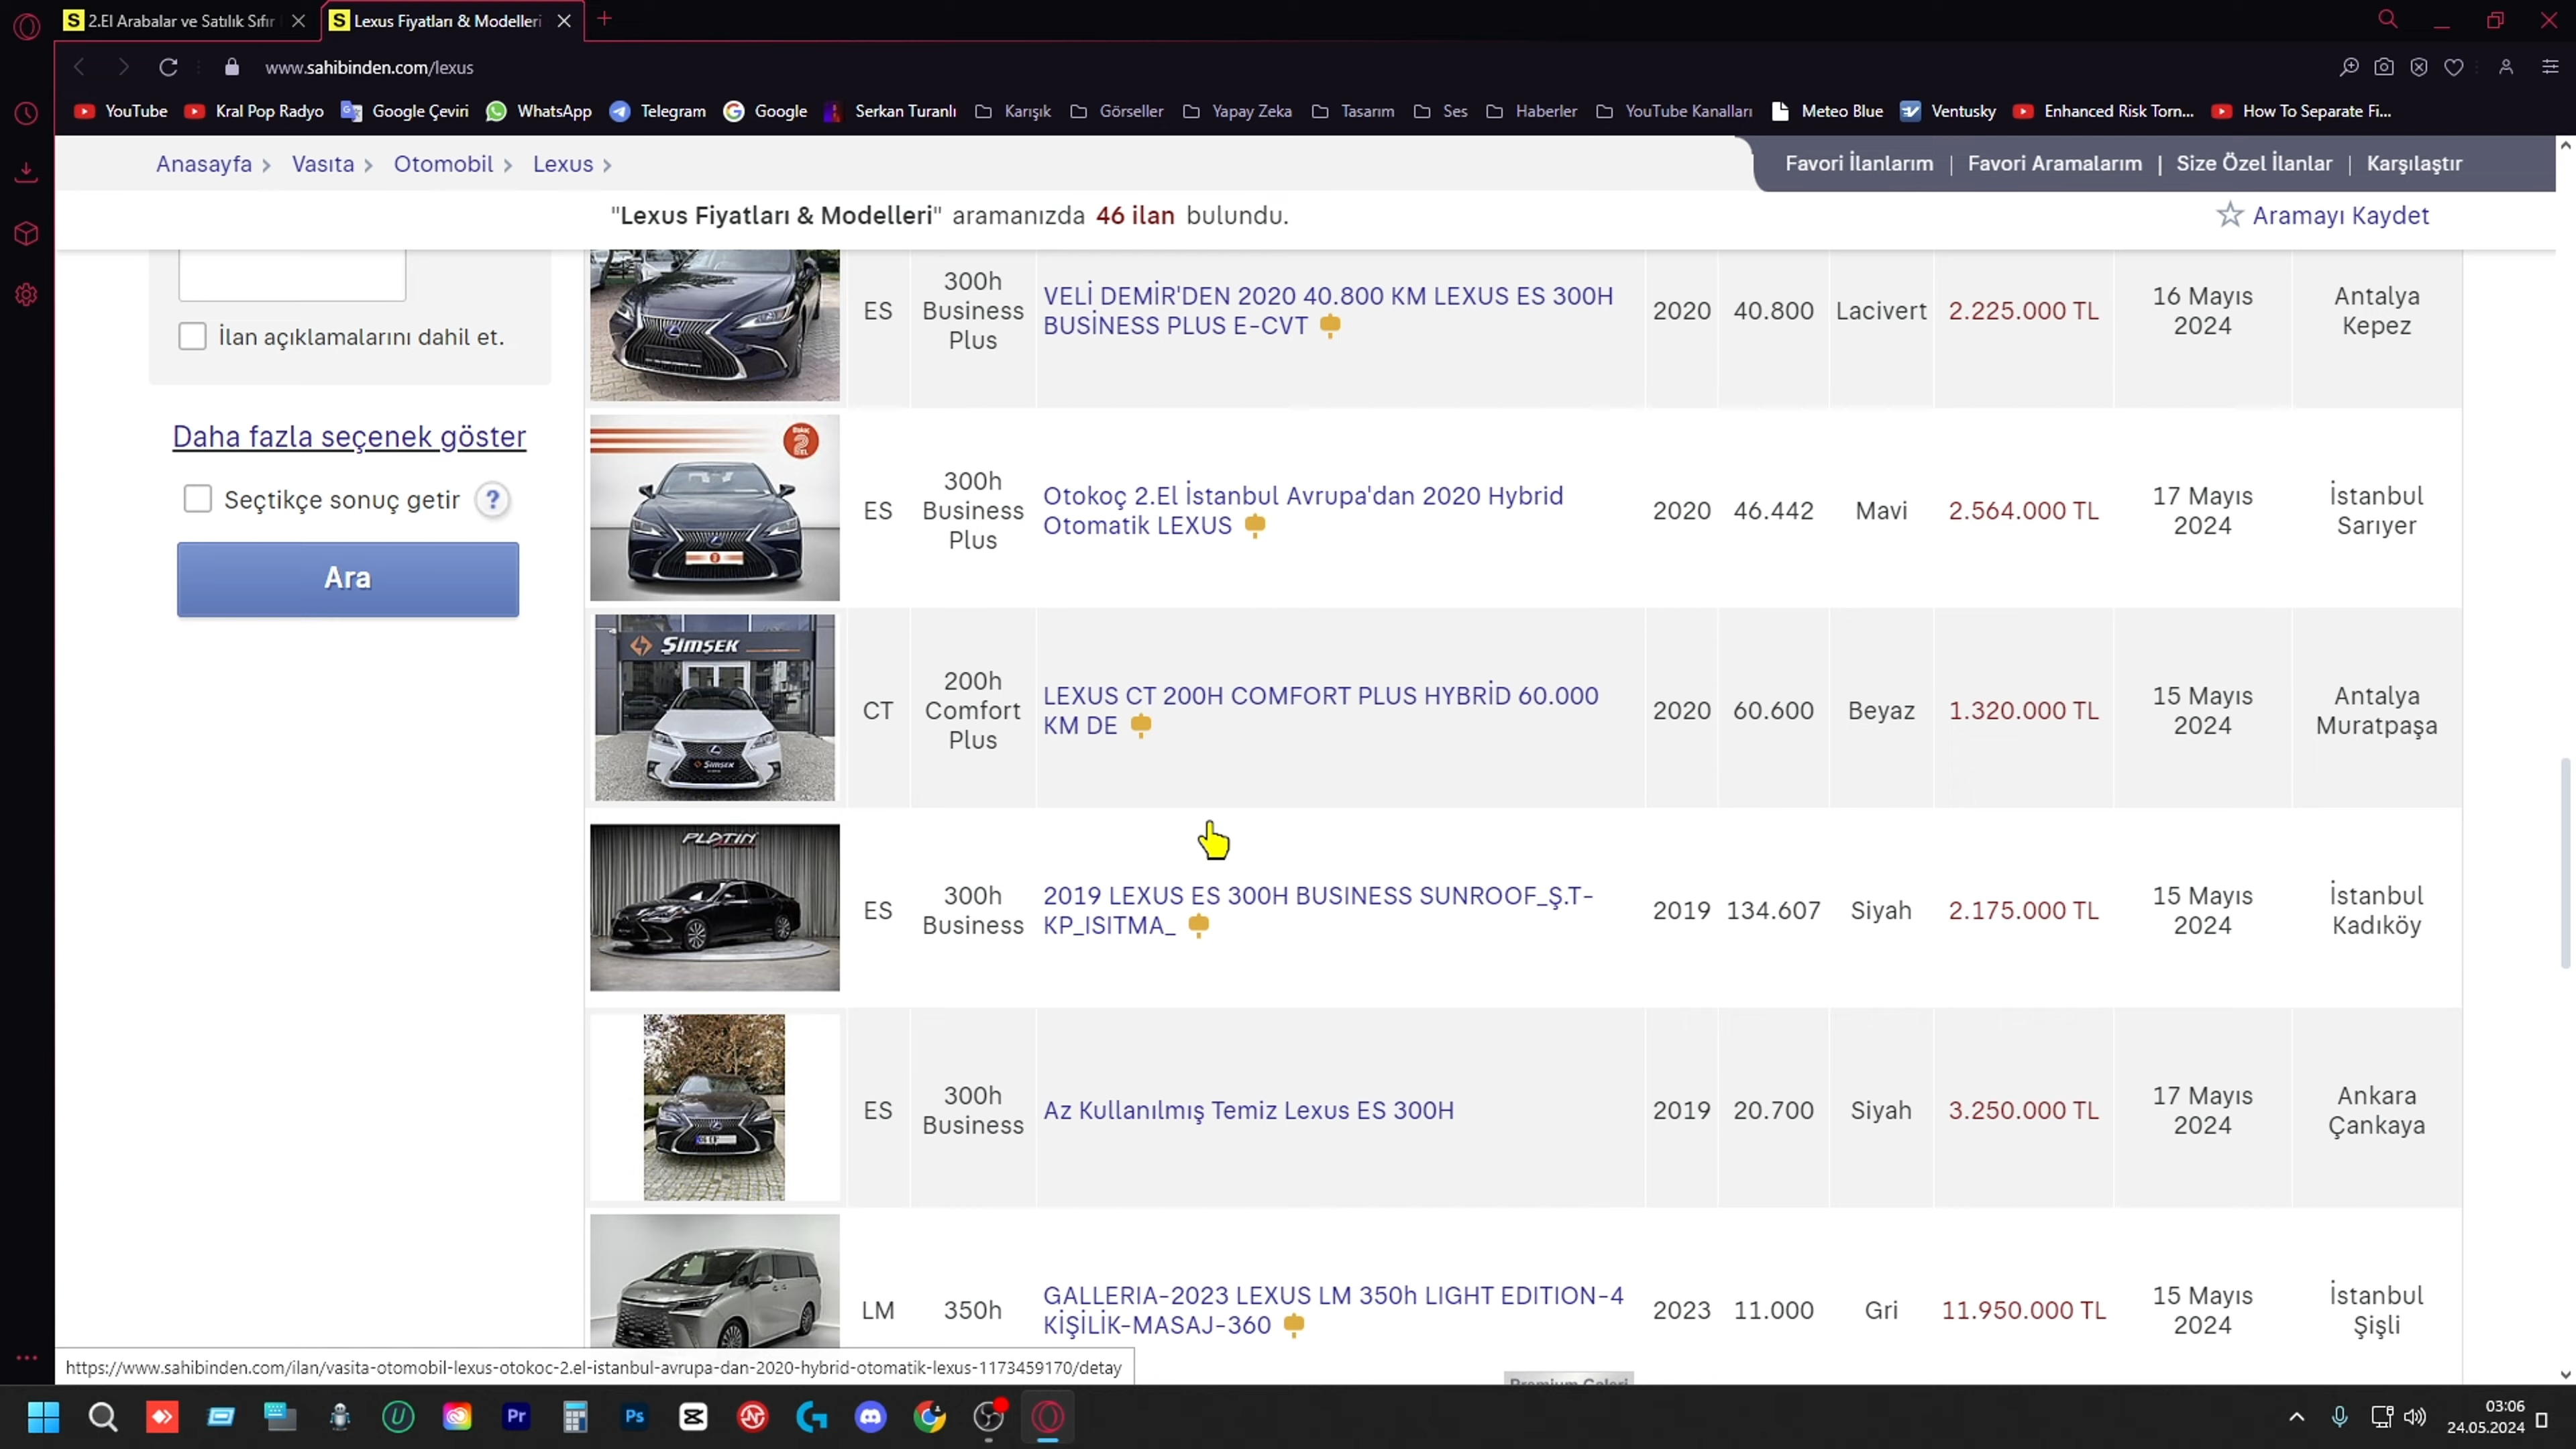 2.El Arabalar ve Satılık Sıfır
Lexus Fiyatları & Modelleri
www.sahibinden.com/lexus
YouTube
Kral Pop Radyo
Google Çeviri
WhatsApp
Telegram
Google
Serkan Turanlı
Karışık
Görseller
Yapay Zeka
Tasarım
Ses
Haberler
YouTube Kanalları
Meteo Blue
Ventusky
Enhanced Risk Torn...
How To Separate Fi...
Anasayfa > Vasıta > Otomobil > Lexus >
Favori İlanlarım | Favori Aramalarım | Size Özel İlanlar | Karşılaştır
"Lexus Fiyatları & Modelleri" aramanızda 46 ilan bulundu.
Aramayı Kaydet
İlan açıklamalarını dahil et.
Daha fazla seçenek göster
Seçtikçe sonuç getir ?
Ara
ES
300h
Business
Plus
VELİ DEMİR'DEN 2020 40.800 KM LEXUS ES 300H
BUSİNESS PLUS E-CVT
2020
40.800
Lacivert
2.225.000 TL
16 Mayıs
2024
Antalya
Kepez
ES
300h
Business
Plus
Otokoç 2.El İstanbul Avrupa'dan 2020 Hybrid
Otomatik LEXUS
2020
46.442
Mavi
2.564.000 TL
17 Mayıs
2024
İstanbul
Sarıyer
ŞİMŞEK
ŞİMŞEK
CT
200h
Comfort
Plus
LEXUS CT 200H COMFORT PLUS HYBRİD 60.000
KM DE
2020
60.600
Beyaz
1.320.000 TL
15 Mayıs
2024
Antalya
Muratpaşa
PLATİN
ES
300h
Business
2019 LEXUS ES 300H BUSINESS SUNROOF_Ş.T-
KP_ISITMA_
2019
134.607
Siyah
2.175.000 TL
15 Mayıs
2024
İstanbul
Kadıköy
ES
300h
Business
Az Kullanılmış Temiz Lexus ES 300H
2019
20.700
Siyah
3.250.000 TL
17 Mayıs
2024
Ankara
Çankaya
LM
350h
GALLERIA-2023 LEXUS LM 350h LIGHT EDITION-4
KİŞİLİK-MASAJ-360
2023
11.000
Gri
11.950.000 TL
15 Mayıs
2024
İstanbul
Şişli
https://www.sahibinden.com/ilan/vasita-otomobil-lexus-otokoc-2.el-istanbul-avrupa-dan-2020-hybrid-otomatik-lexus-1173459170/detay
Pr
Ps
03:06
24.05.2024